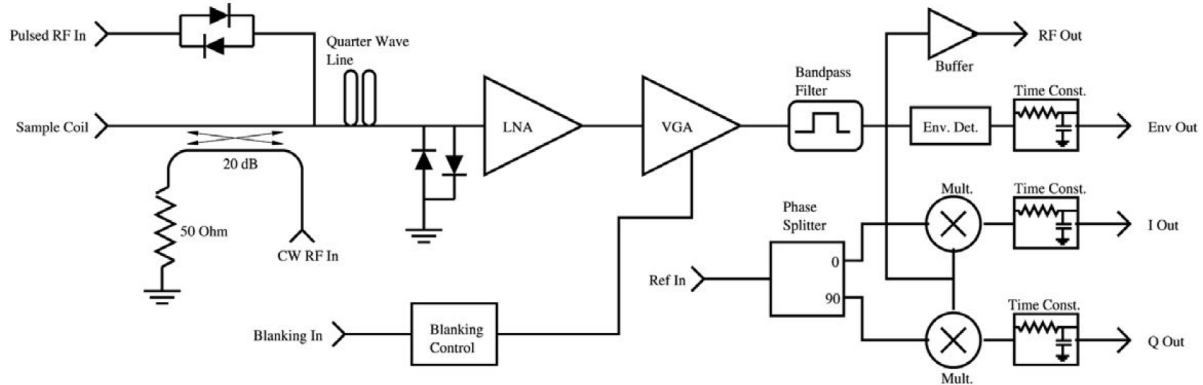 Pulsed RF In
Quarter Wave
Line
Sample Coil
20 dB
50 Ohm
CW RF In
LNA
VGA
Bandpass
Filter
Buffer
RF Out
Time Const.
Env. Det.
Env Out
Phase
Splitter
Ref In
0
90
Mult.
Time Const.
I Out
Time Const.
Q Out
Mult.
Blanking In
Blanking
Control